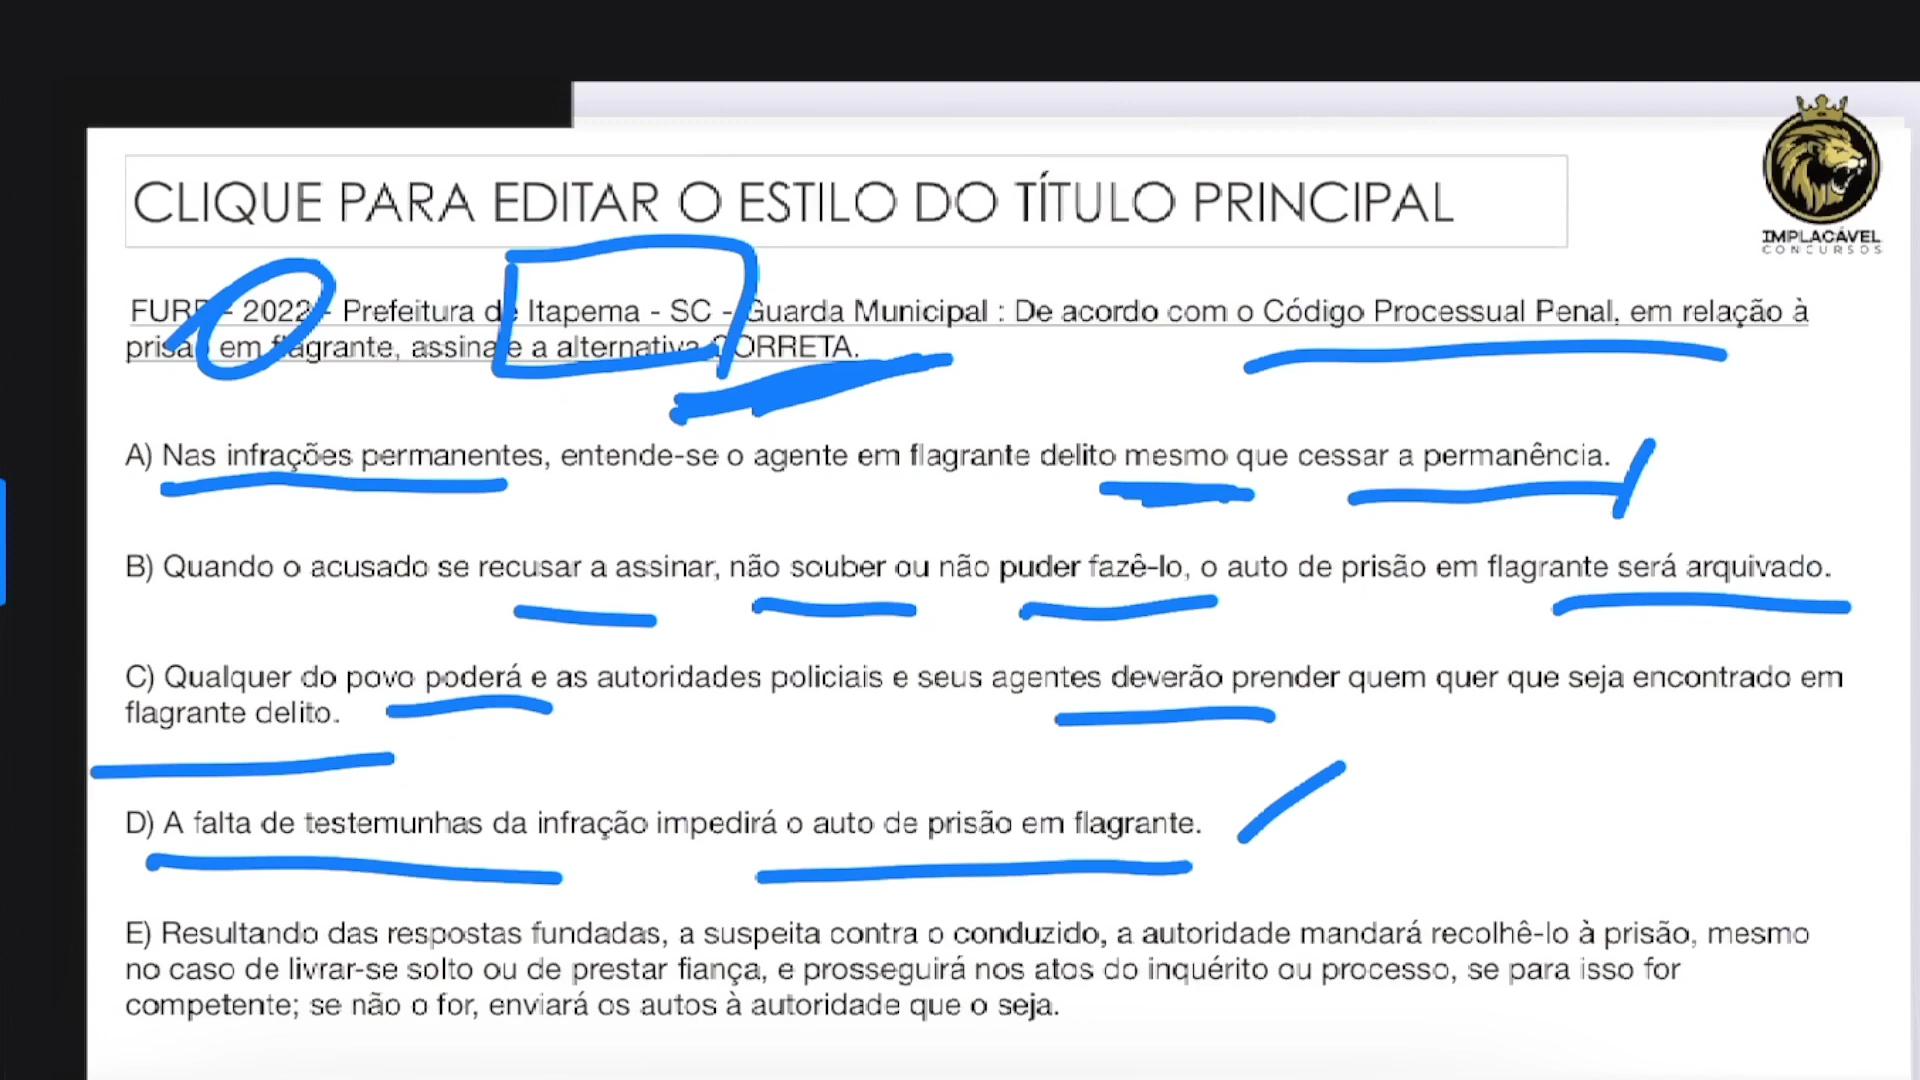 CLIQUE PARA EDITAR O ESTILO DO TÍTULO PRINCIPAL
IMPLACÁVEL
CONCURSOS
2022 - Prefeitura de Itapema - SC - Guarda Municipal : De acordo com o Código Processual Penal, em relação à
prisão em flagrante, assinale a alternativa CORRETA.
A) Nas infrações permanentes, entende-se o agente em flagrante delito mesmo que cessar a permanência.
B) Quando o acusado se recusar a assinar, não souber ou não puder fazê-lo, o auto de prisão em flagrante será arquivado.
C) Qualquer do povo poderá e as autoridades policiais e seus agentes deverão prender quem quer que seja encontrado em
flagrante delito.
D) A falta de testemunhas da infração impedirá o auto de prisão em flagrante.
E) Resultando das respostas fundadas, a suspeita contra o conduzido, a autoridade mandará recolhê-lo à prisão, mesmo
no caso de livrar-se solto ou de prestar fiança, e prosseguirá nos atos do inquérito ou processo, se para isso for
competente; se não o for, enviará os autos à autoridade que o seja.